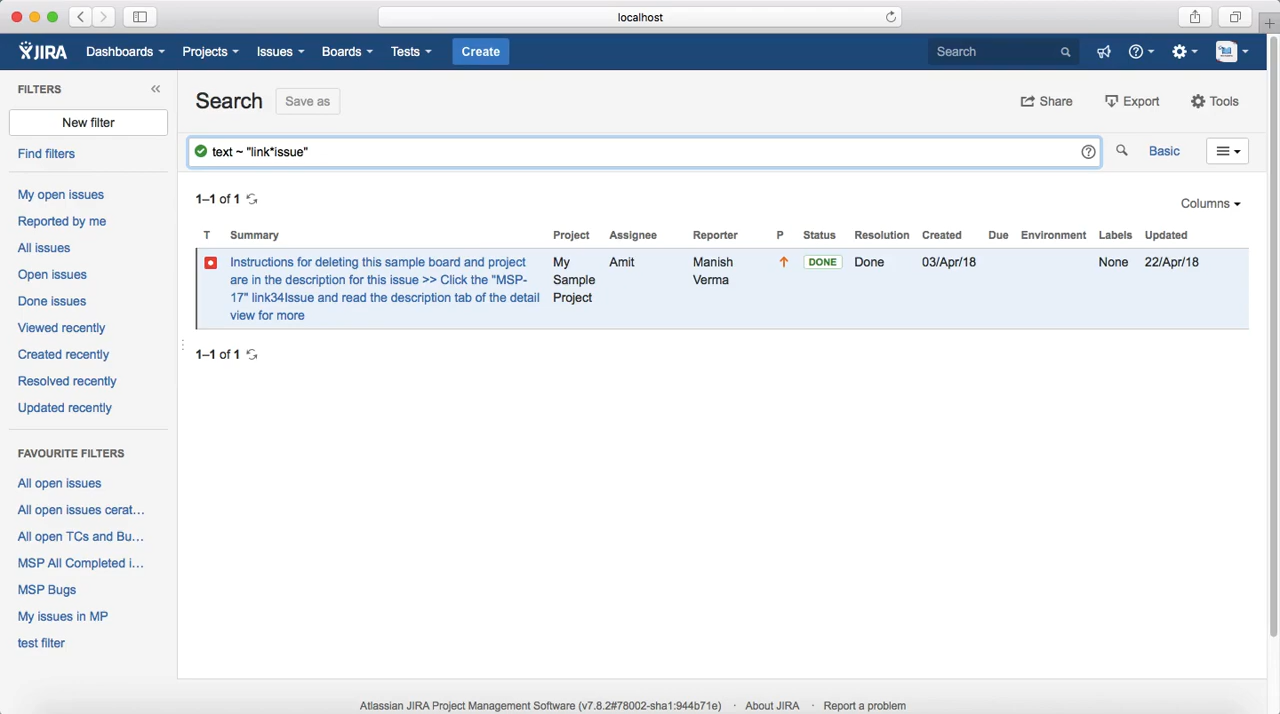 localhost
JIRA Dashboards Projects Issues Boards Tests Create Search
FILTERS
New filter
Find filters
My open issues
Reported by me
All issues
Open issues
Done issues
Viewed recently
Created recently
Resolved recently
Updated recently
FAVOURITE FILTERS
All open issues
All open issues cerat...
All open TCs and Bu...
MSP All Completed i...
MSP Bugs
My issues in MP
test filter
Search Save as Share Export Tools
text ~ "link*issue" Basic
1–1 of 1
Columns
T Summary Project Assignee Reporter P Status Resolution Created Due Environment Labels Updated
Instructions for deleting this sample board and project
are in the description for this issue >> Click the "MSP-
17" link34Issue and read the description tab of the detail
view for more
My
Sample
Project
Amit
Manish
Verma
DONE
Done
03/Apr/18
None
22/Apr/18
1–1 of 1
Atlassian JIRA Project Management Software (v7.8.2#78002-sha1:944b71e) · About JIRA · Report a problem